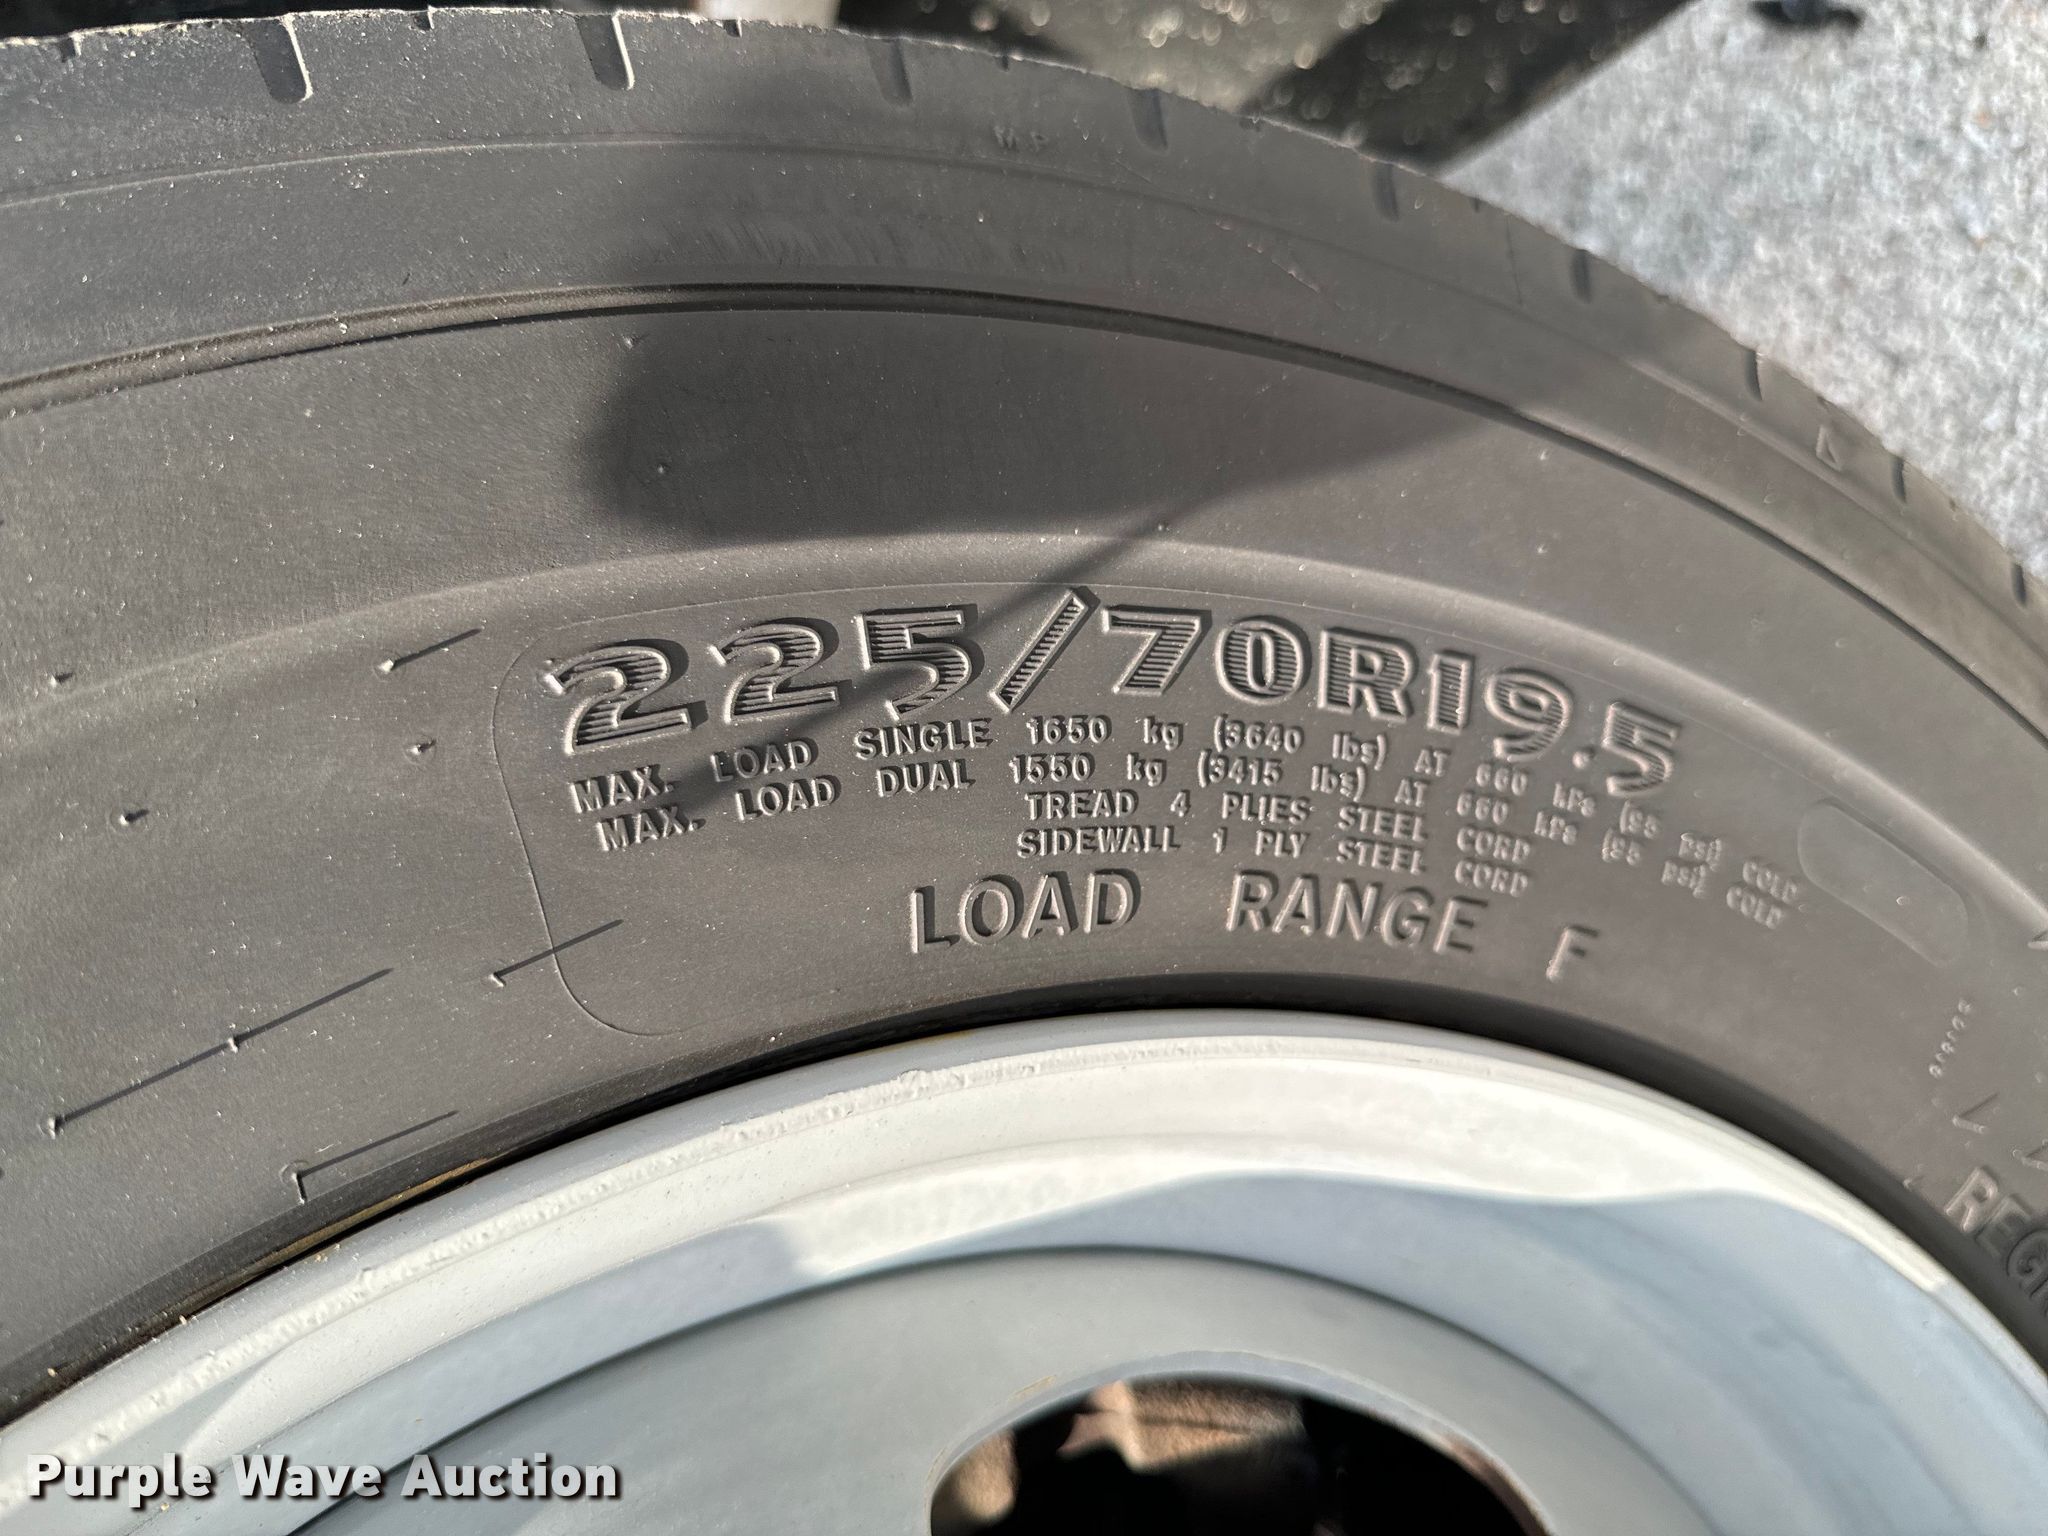 M P
225/70R19.5
MAX. LOAD SINGLE 1650 kg (3640 lbs) AT 660 kPa (95 psi) COLD
MAX. LOAD DUAL 1550 kg (3415 lbs) AT 660 kPa (95 psi) COLD
TREAD 4 PLIES STEEL CORD
SIDEWALL 1 PLY STEEL CORD
LOAD RANGE F
Purple Wave Auction